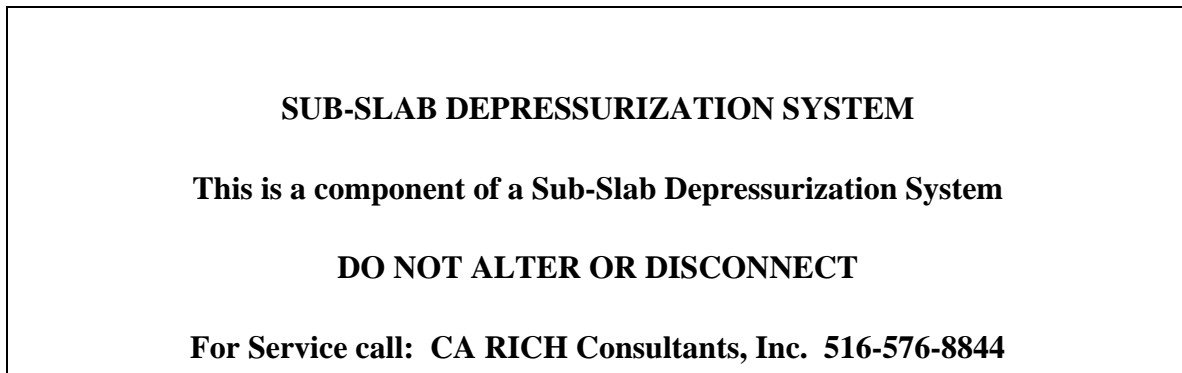 SUB-SLAB DEPRESSURIZATION SYSTEM
This is a component of a Sub-Slab Depressurization System
DO NOT ALTER OR DISCONNECT
For Service call:  CA RICH Consultants, Inc.  516-576-8844